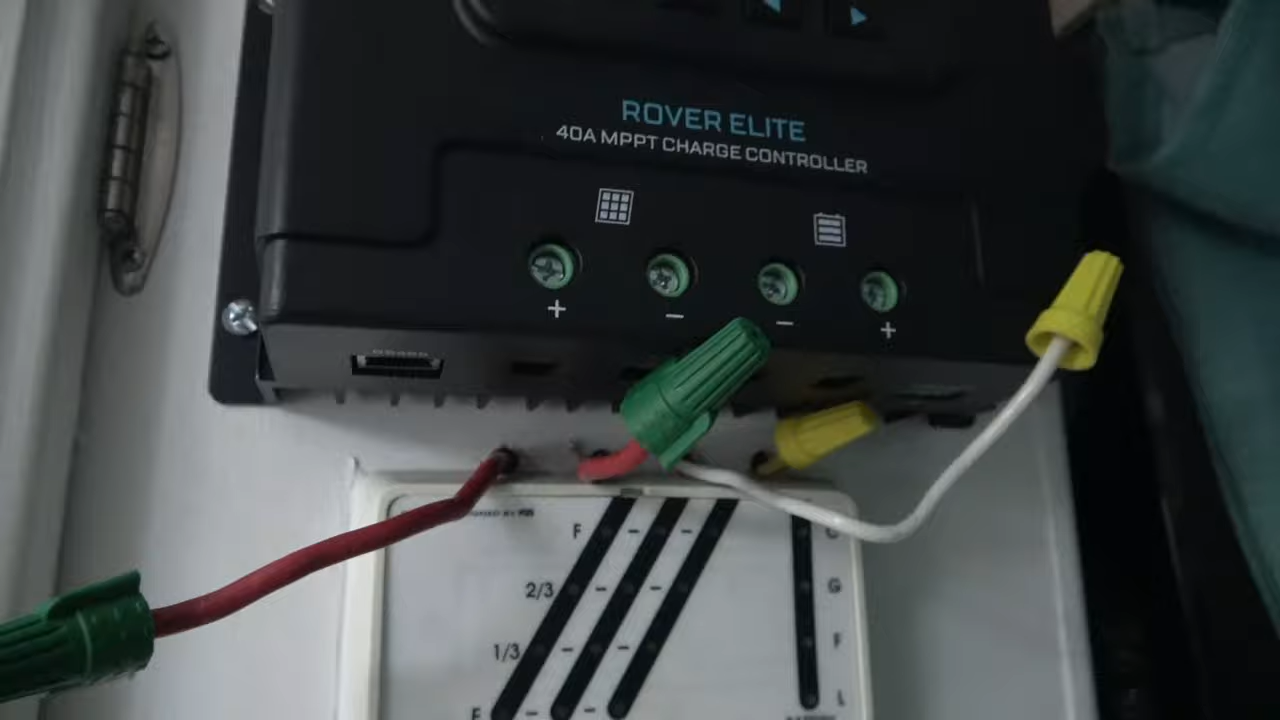 ROVER ELITE
40A MPPT CHARGE CONTROLLER
+ − − +
F
2/3
G
1/3
F
E
L